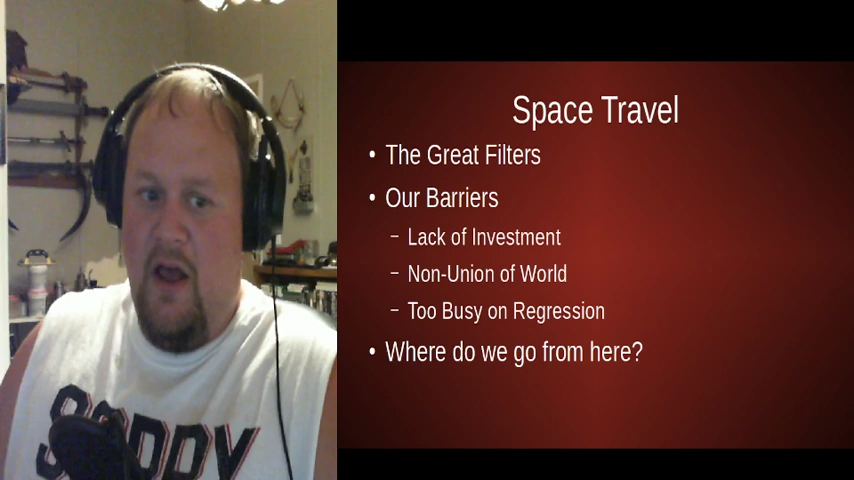 Space Travel
• The Great Filters
• Our Barriers
– Lack of Investment
– Non-Union of World
– Too Busy on Regression
• Where do we go from here?